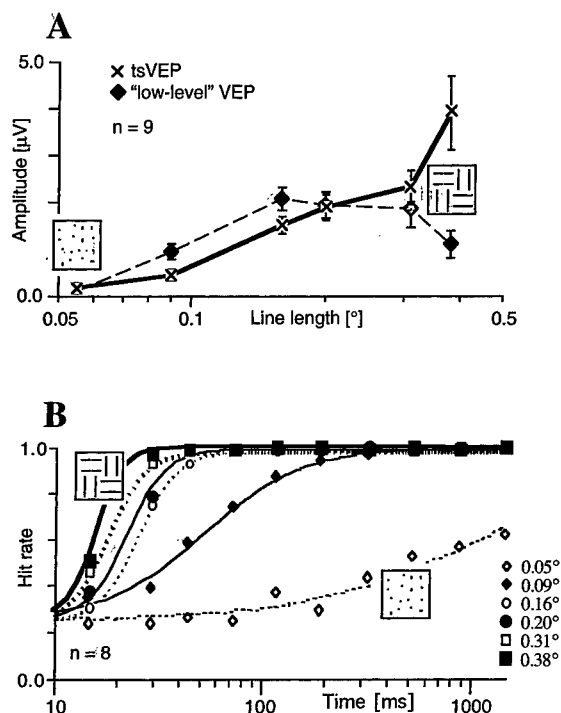 A
5.0
Amplitude [µV]
0.0
× tsVEP
◆ "low-level" VEP
n = 9
0.05
0.1
Line length [°]
0.5
B
1.0
Hit rate
0.0
n = 8
0.05°
0.09°
0.16°
0.20°
0.31°
0.38°
10
100
Time [ms]
1000